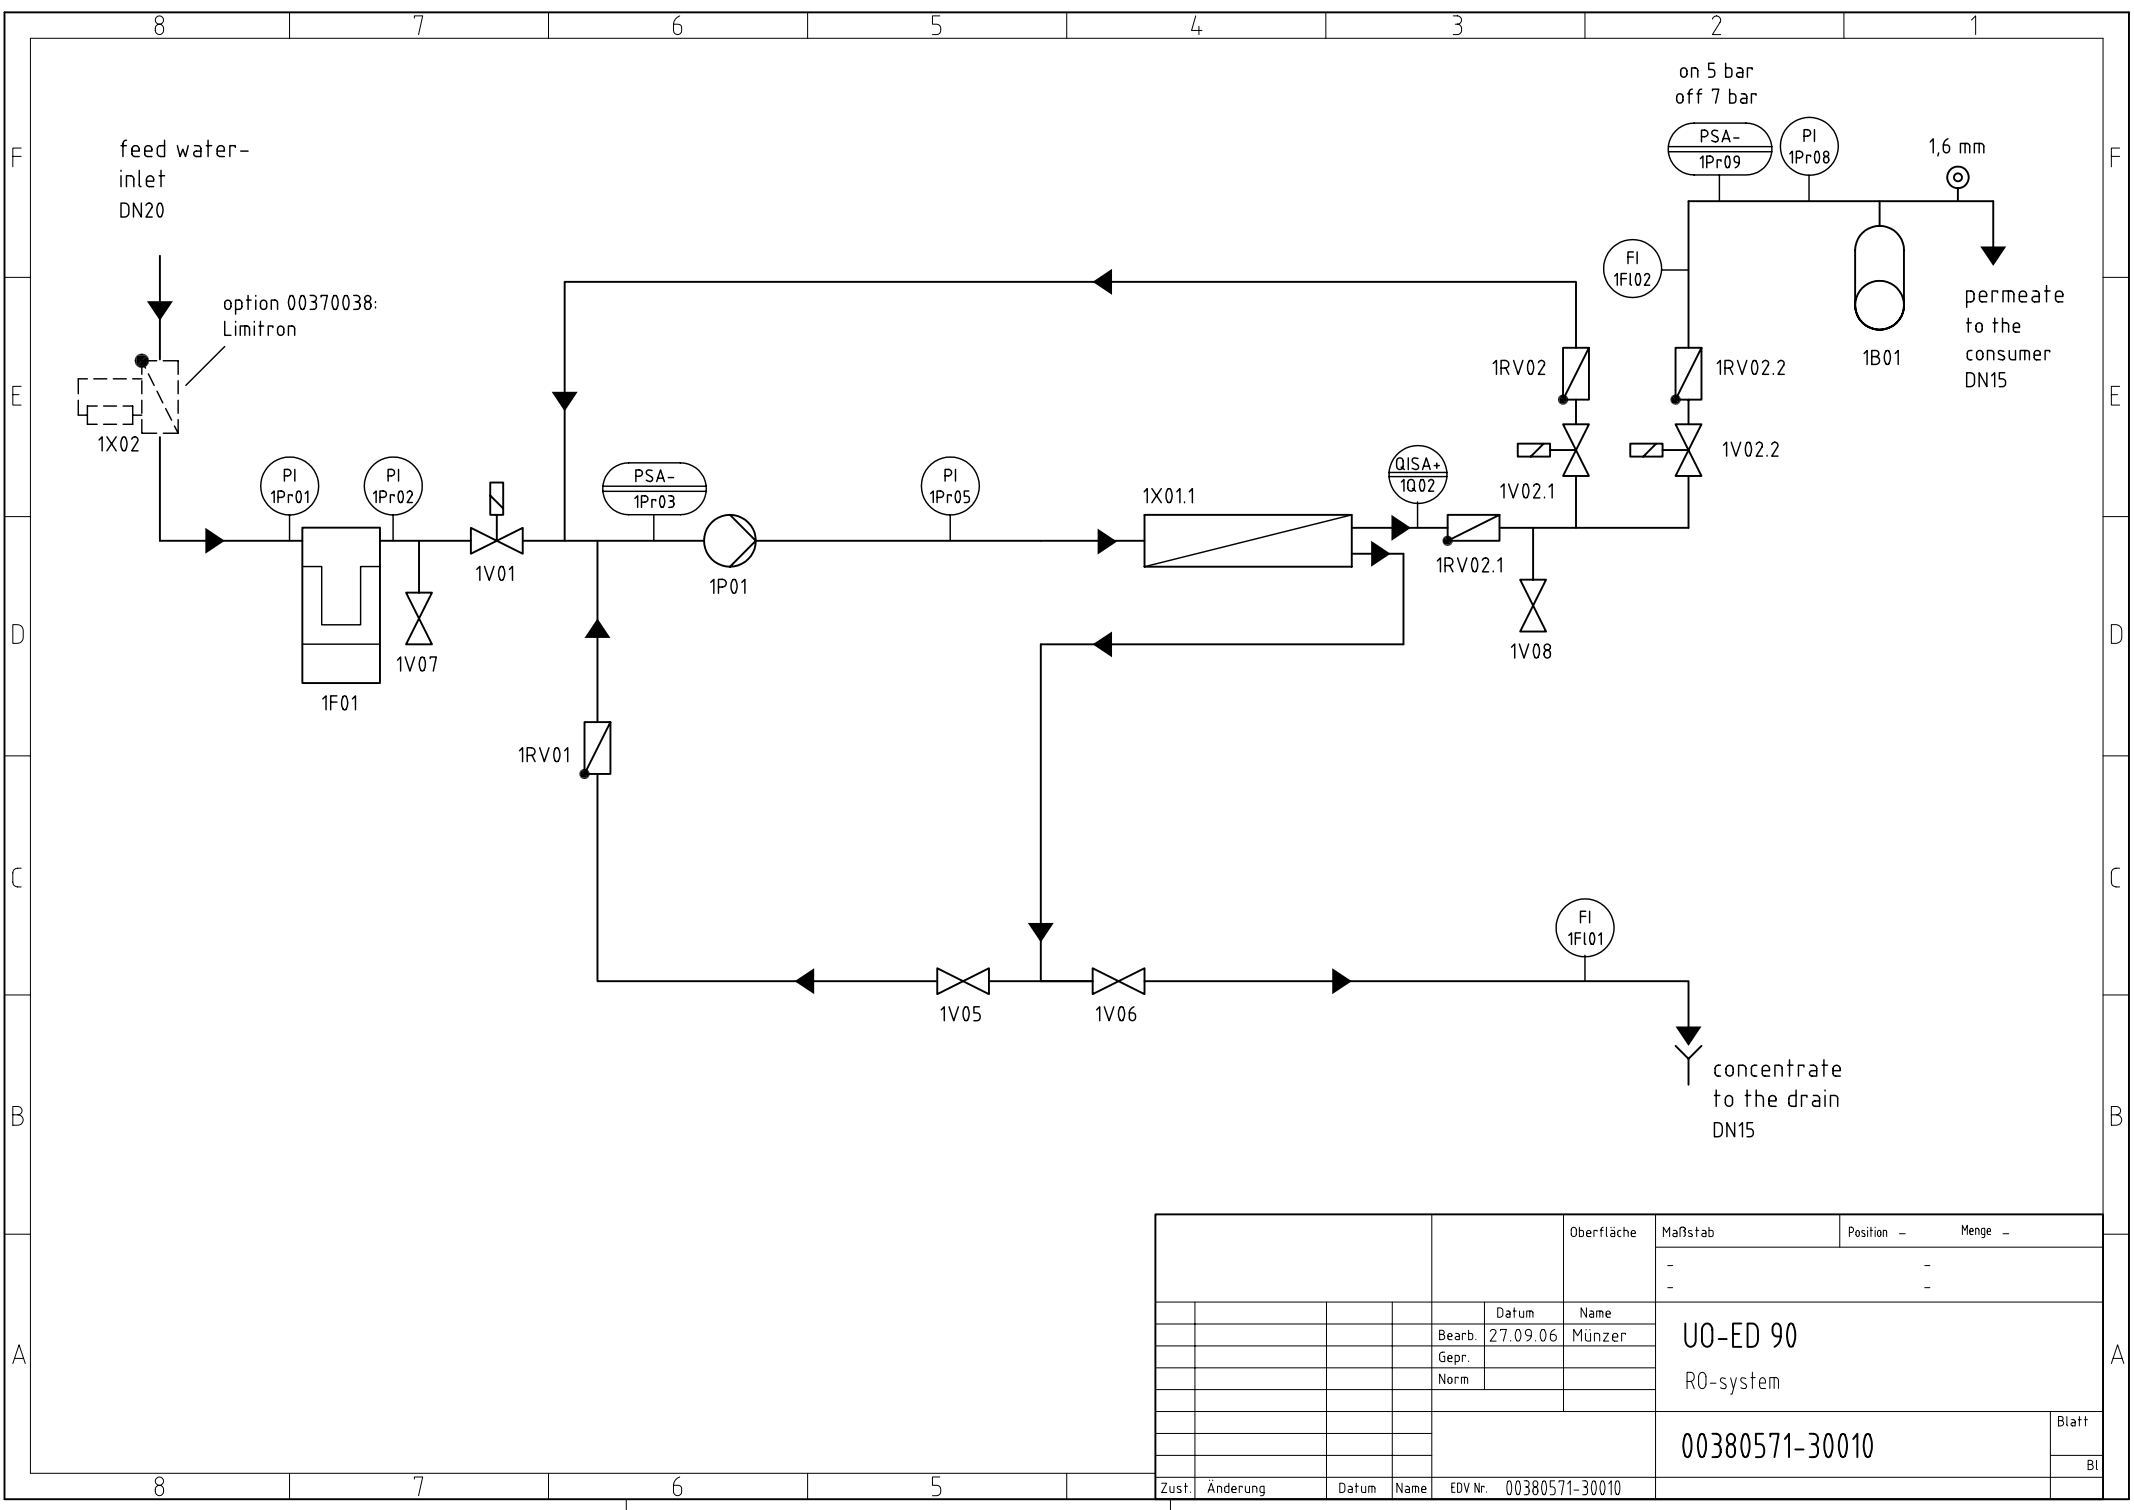 8 7 6 5 4 3 2 1
on 5 bar
off 7 bar
PSA-
1Pr09
PI
1Pr08
1,6 mm
F
F
feed water-
inlet
DN20
FI
1Fl02
permeate
to the
consumer
DN15
option 00370038:
Limitron
1RV02
1RV02.2
1B01
E
E
1X02
1V02.2
PI
1Pr01
PI
1Pr02
PSA-
1Pr03
PI
1Pr05
QISA+
1Q02
1X01.1
1V02.1
1V01
1P01
1RV02.1
D
D
1V07
1V08
1F01
1RV01
C
C
FI
1Fl01
1V05
1V06
concentrate
to the drain
DN15
B
B
Oberfläche
Maßstab
Position –
Menge –
– –
– –
Datum Name
Bearb. 27.09.06 Münzer
Gepr.
Norm
UO-ED 90
RO-system
A
A
00380571-30010
Blatt
Bl
Zust. Änderung Datum Name
EDV Nr. 00380571-30010
8 7 6 5